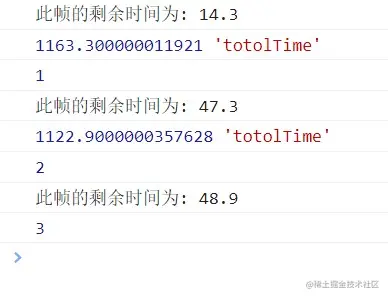 此帧的剩余时间为: 14.3
1163.300000011921 'totolTime'
1
此帧的剩余时间为: 47.3
1122.9000000357628 'totolTime'
2
此帧的剩余时间为: 48.9
3
@稀土掘金技术社区